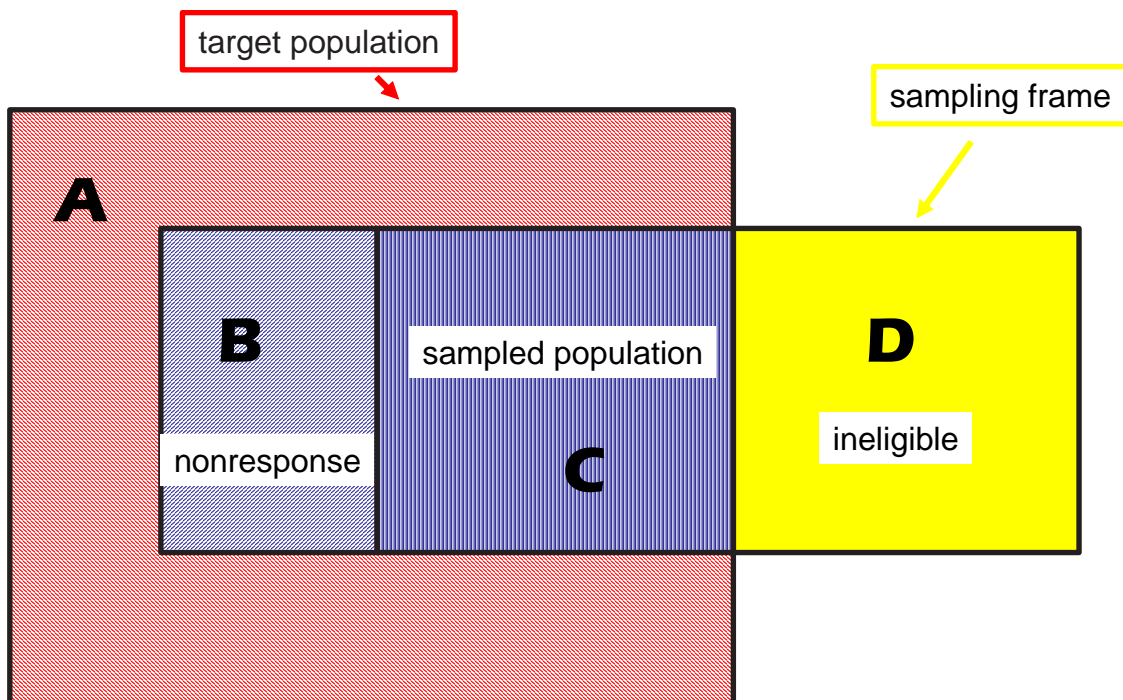 target population
sampling frame
A
B
sampled population
D
ineligible
nonresponse
C